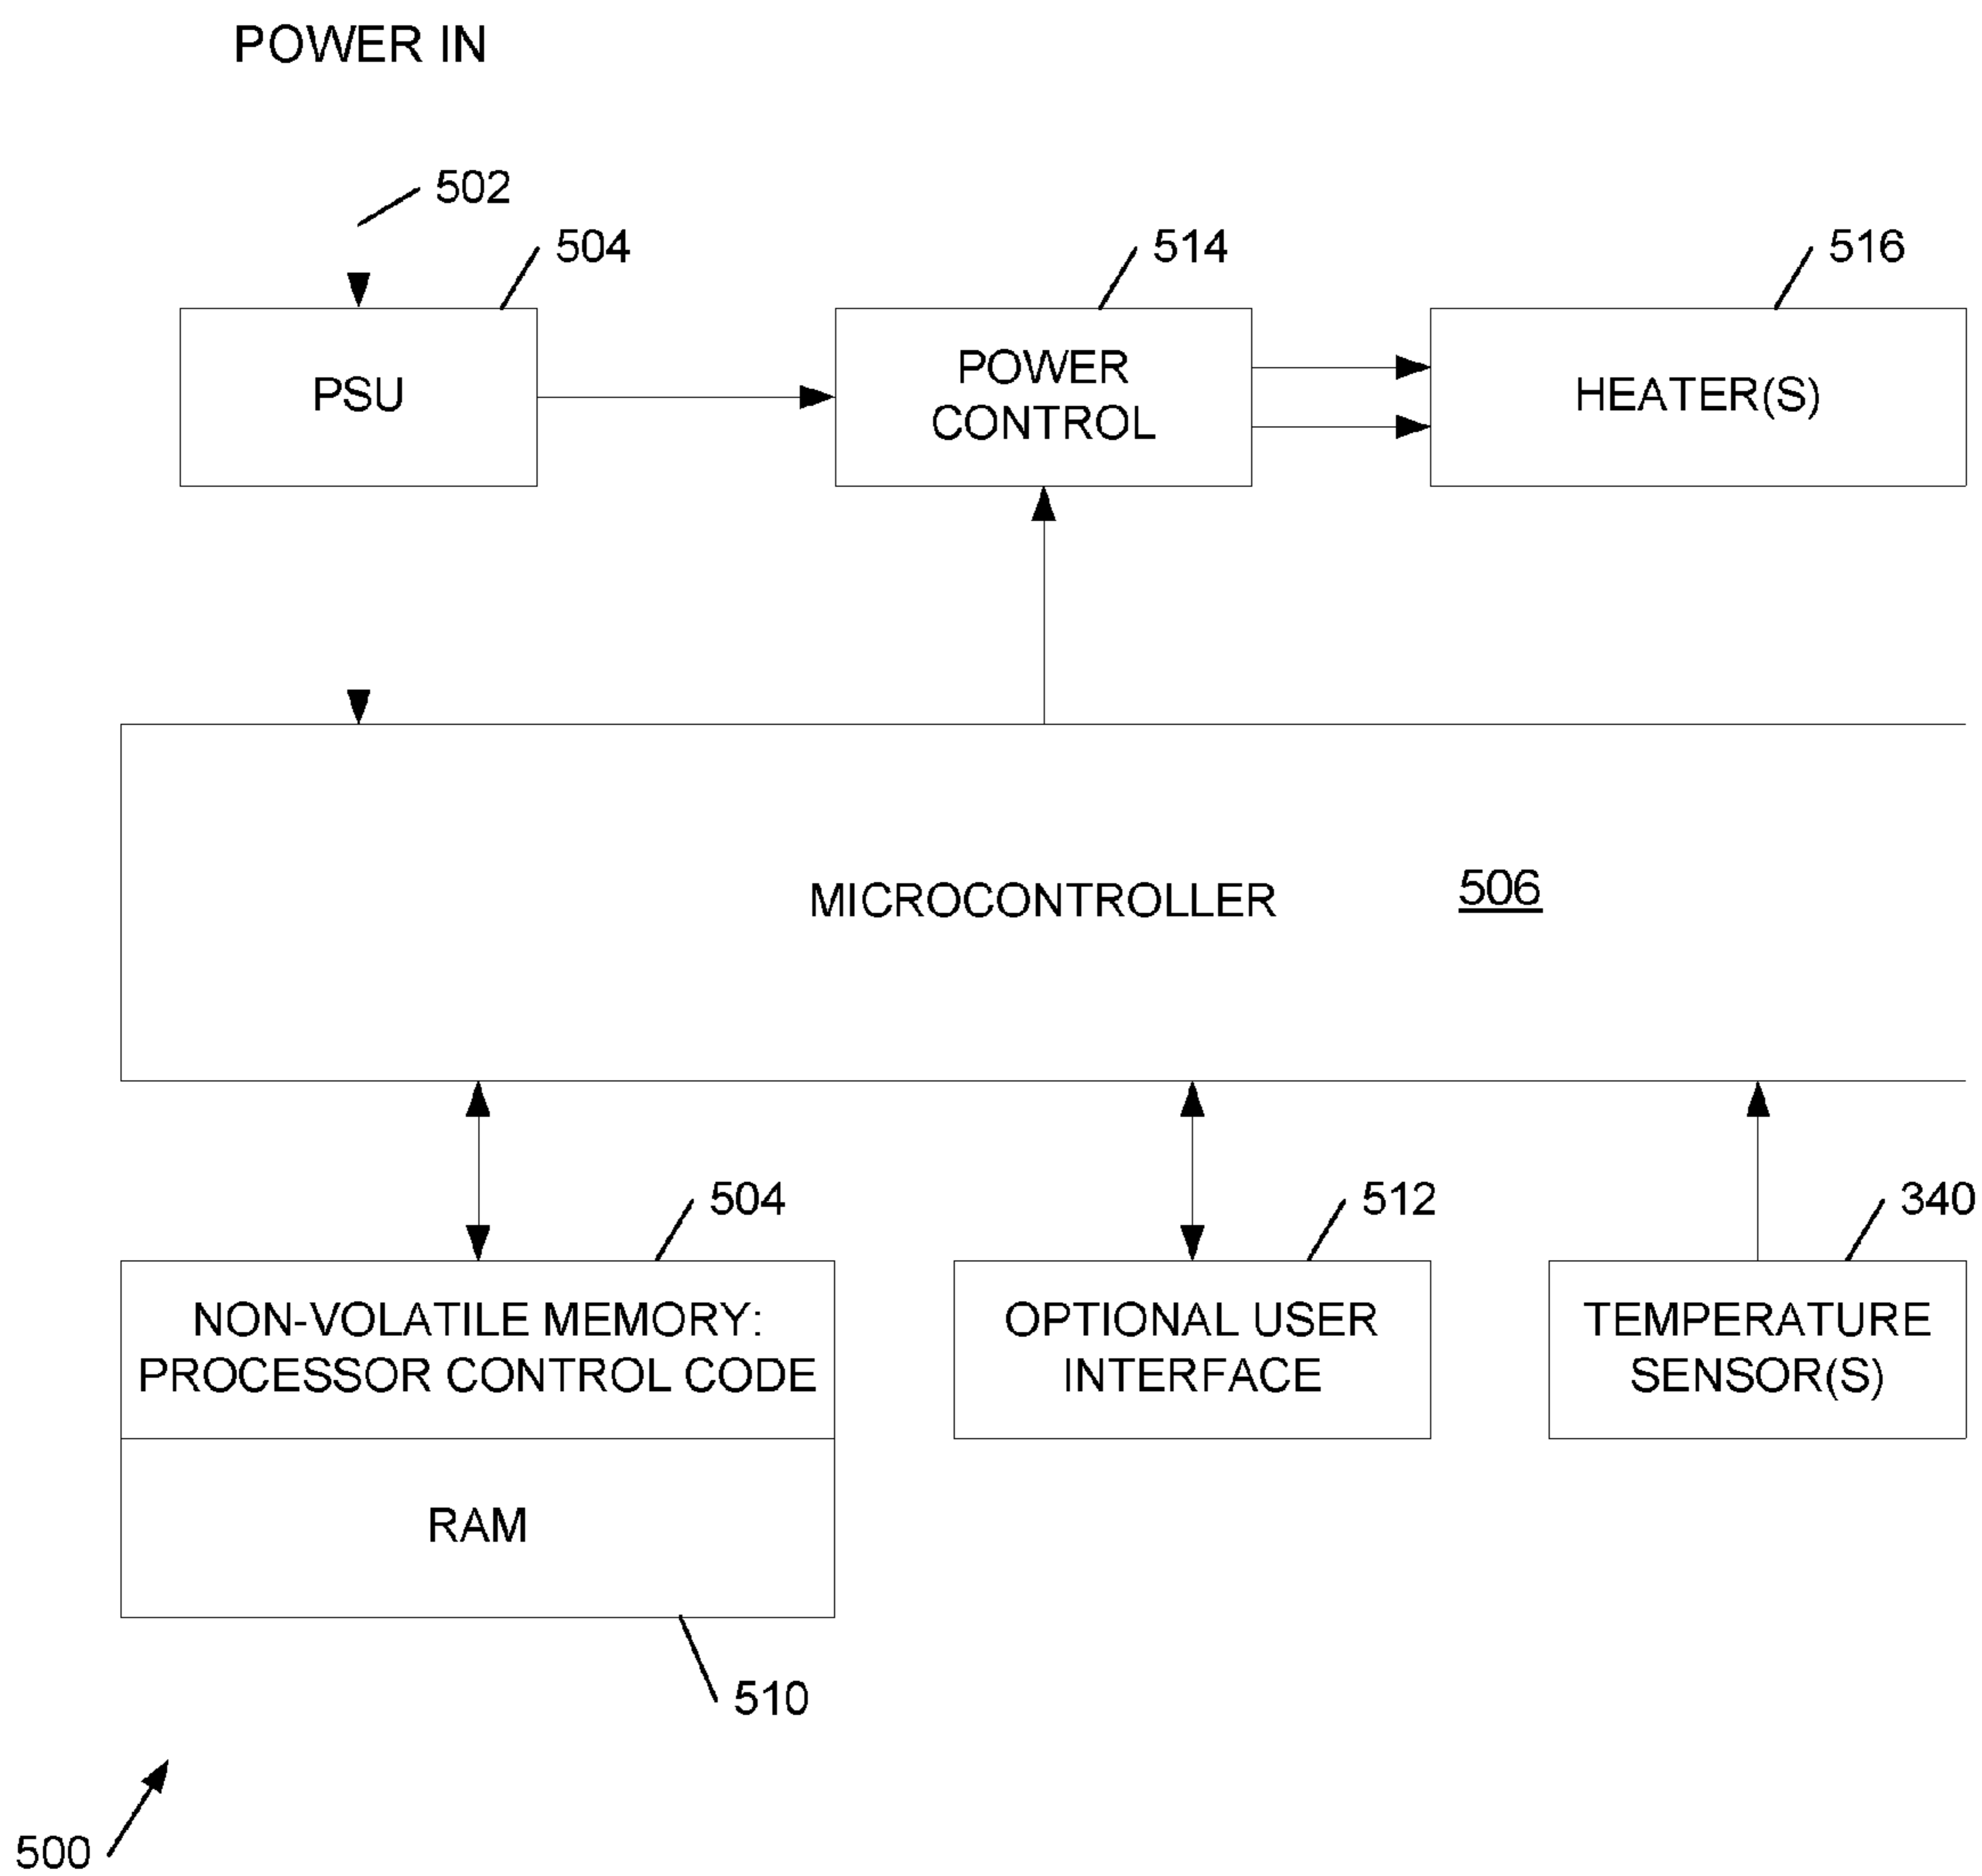 POWER IN
502
504
514
516
PSU
POWER
CONTROL
HEATER(S)
MICROCONTROLLER
506
504
512
340
NON-VOLATILE MEMORY:
PROCESSOR CONTROL CODE
OPTIONAL USER
INTERFACE
TEMPERATURE
SENSOR(S)
RAM
510
500